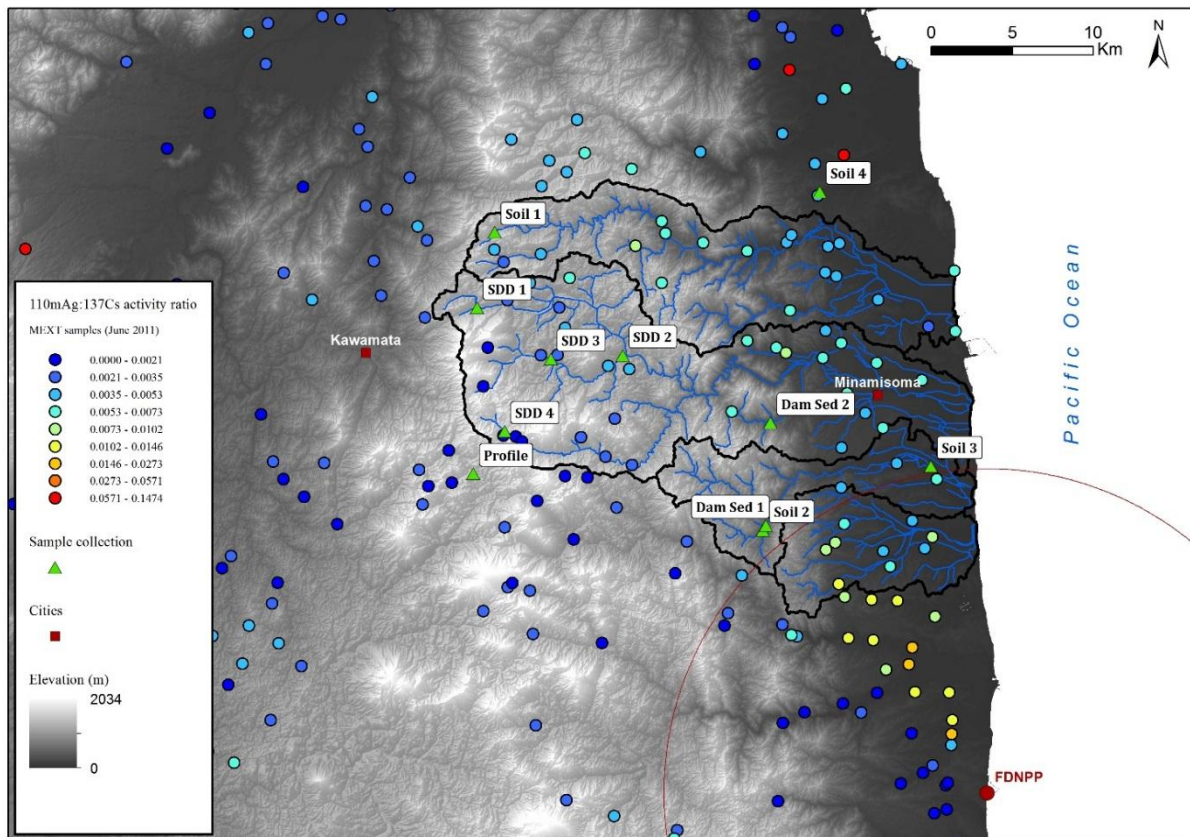 0 5 10
Km
N
Soil 4
Soil 1
SDD 1
Pacific Ocean
110mAg:137Cs activity ratio
MEXT samples (June 2011)
0.0000 - 0.0021
0.0021 - 0.0035
0.0035 - 0.0053
0.0053 - 0.0073
0.0073 - 0.0102
0.0102 - 0.0146
0.0146 - 0.0273
0.0273 - 0.0571
0.0571 - 0.1474
Sample collection
Cities
Elevation (m)
2034
0
Kawamata
SDD 3
SDD 2
Minamisoma
Dam Sed 2
SDD 4
Profile
Soil 3
Dam Sed 1
Soil 2
FDNPP